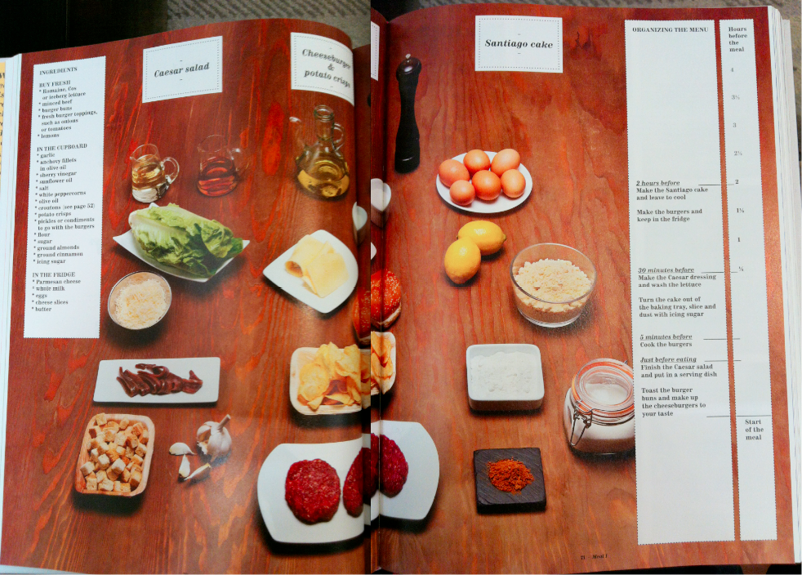 INGREDIENTS
BUY FRESH
* Romaine, Cos
or iceberg lettuce
* minced beef
* burger buns
* fresh burger toppings,
such as onions
or tomatoes
* lemons
IN THE CUPBOARD
* garlic
* anchovy fillets
in olive oil
* sherry vinegar
* sunflower oil
* salt
* white peppercorns
* olive oil
* croutons (see page 52)
* potato crisps
* pickles or condiments
to go with the burgers
* flour
* sugar
* ground almonds
* ground cinnamon
* icing sugar
IN THE FRIDGE
* Parmesan cheese
* whole milk
* eggs
* cheese slices
* butter
Caesar salad
Cheeseburger
&
potato crisps
Santiago cake
ORGANIZING THE MENU
2 hours before
Make the Santiago cake
and leave to cool
Make the burgers and
keep in the fridge
30 minutes before
Make the Caesar dressing
and wash the lettuce
Turn the cake out of
the baking tray, slice and
dust with icing sugar
5 minutes before
Cook the burgers
Just before eating
Finish the Caesar salad
and put in a serving dish
Toast the burger
buns and make up
the cheeseburgers to
your taste
Hours
before
the
meal
4
3½
3
2½
2
1½
1
½
Start
of the
meal